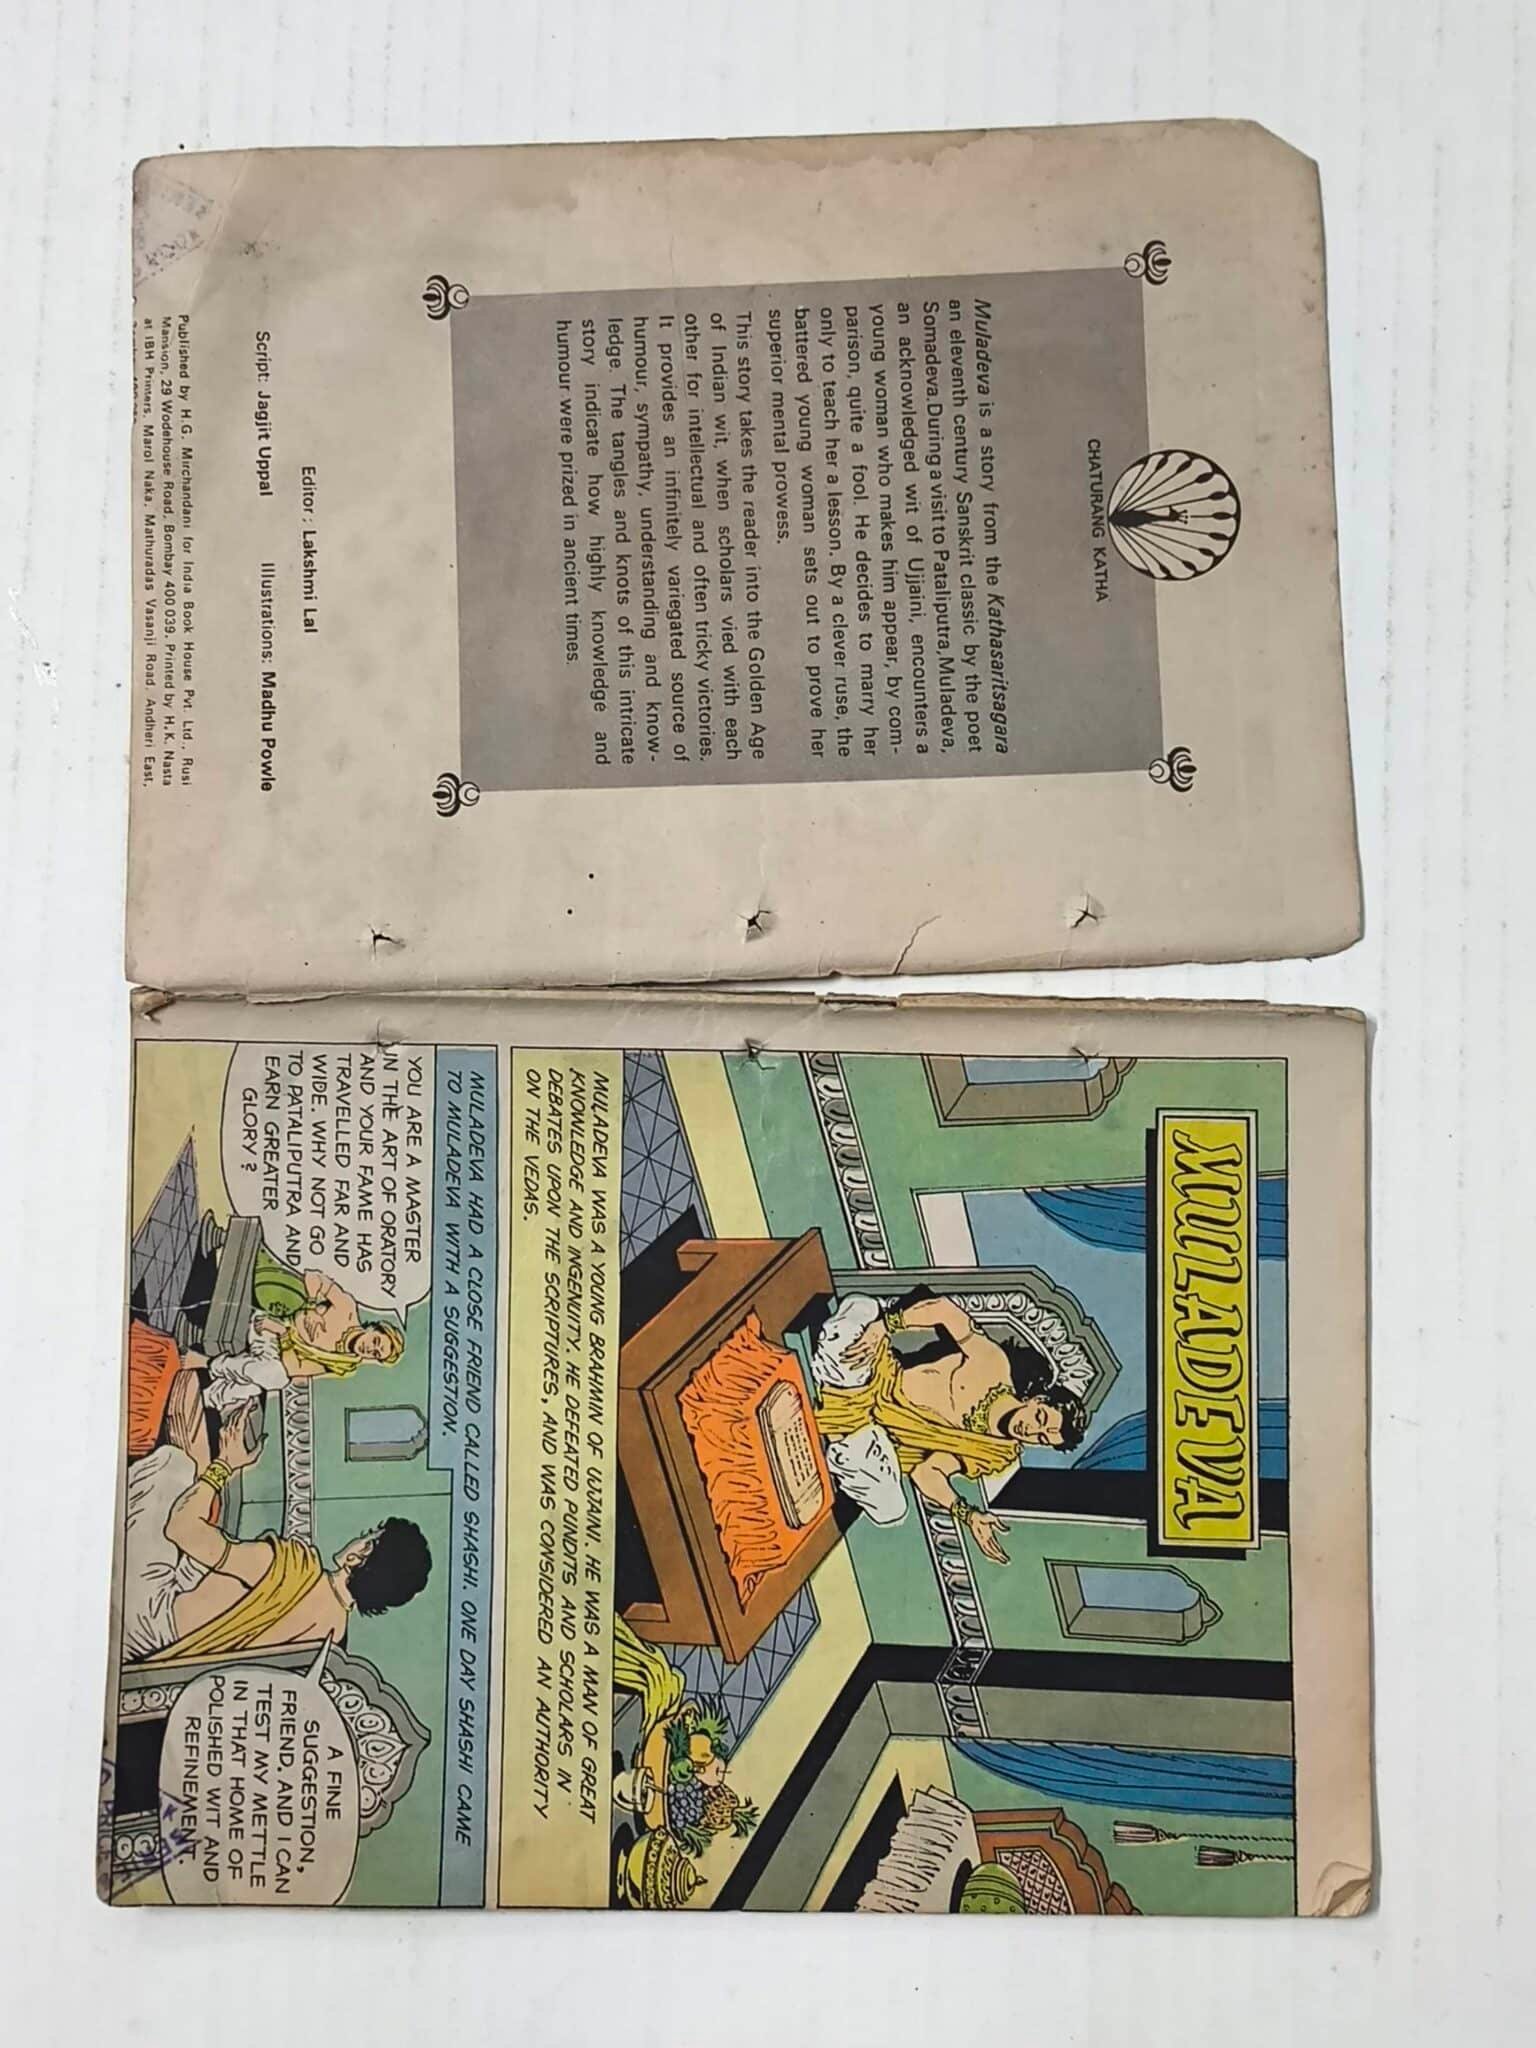 CHATURANG KATHA
Muladeva is a story from the Kathasaritsagara
an eleventh century Sanskrit classic by the poet
Somadeva. During a visit to Pataliputra, Muladeva,
an acknowledged wit of Ujjaini, encounters a
young woman who makes him appear, by com-
parison, quite a fool. He decides to marry her
only to teach her a lesson. By a clever ruse, the
battered young woman sets out to prove her
superior mental prowess.
This story takes the reader into the Golden Age
of Indian wit, when scholars vied with each
other for intellectual and often tricky victories.
It provides an infinitely variegated source of
humour, sympathy, understanding and know-
ledge. The tangles and knots of this intricate
story indicate how highly knowledge and
humour were prized in ancient times.
Editor: Lakshmi Lal
Script: Jagjit Uppal Illustrations: Madhu Powle
Published by H.G. Mirchandani for India Book House Pvt. Ltd., Rusi
Mansion, 29 Wodehouse Road, Bombay 400 039. Printed by H.K. Nasta
at IBH Printers, Marol Naka, Mathuradas Vasanji Road, Andheri East,
MULADEVA
MULADEVA WAS A YOUNG BRAHMIN OF UJJAINI. HE WAS A MAN OF GREAT
KNOWLEDGE AND INGENUITY. HE DEFEATED PUNDITS AND SCHOLARS IN
DEBATES UPON THE SCRIPTURES, AND WAS CONSIDERED AN AUTHORITY
ON THE VEDAS.
MULADEVA HAD A CLOSE FRIEND CALLED SHASHI. ONE DAY SHASHI CAME
TO MULADEVA WITH A SUGGESTION.
YOU ARE A MASTER
IN THE ART OF ORATORY
AND YOUR FAME HAS
TRAVELLED FAR AND
WIDE. WHY NOT GO
TO PATALIPUTRA AND
EARN GREATER
GLORY?
A FINE
SUGGESTION,
FRIEND, AND I CAN
TEST MY METTLE
IN THAT HOME OF
POLISHED WIT AND
REFINEMENT.